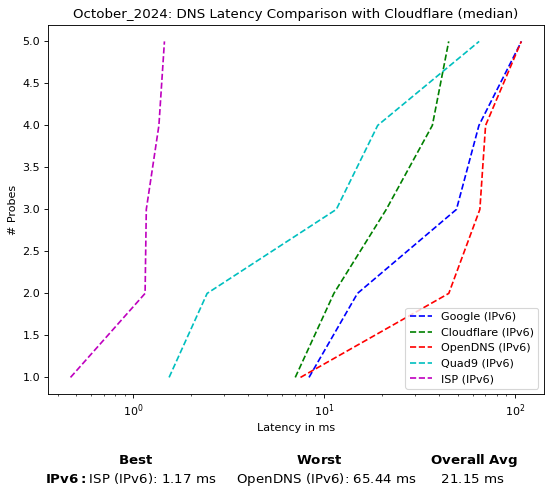 October_2024: DNS Latency Comparison with Cloudflare (median)
# Probes
5.0
4.5
4.0
3.5
3.0
2.5
2.0
1.5
1.0
Google (IPv6)
Cloudflare (IPv6)
OpenDNS (IPv6)
Quad9 (IPv6)
ISP (IPv6)
10⁰ 10¹ 10²
Latency in ms
Best Worst Overall Avg
IPv6: ISP (IPv6): 1.17 ms OpenDNS (IPv6): 65.44 ms 21.15 ms